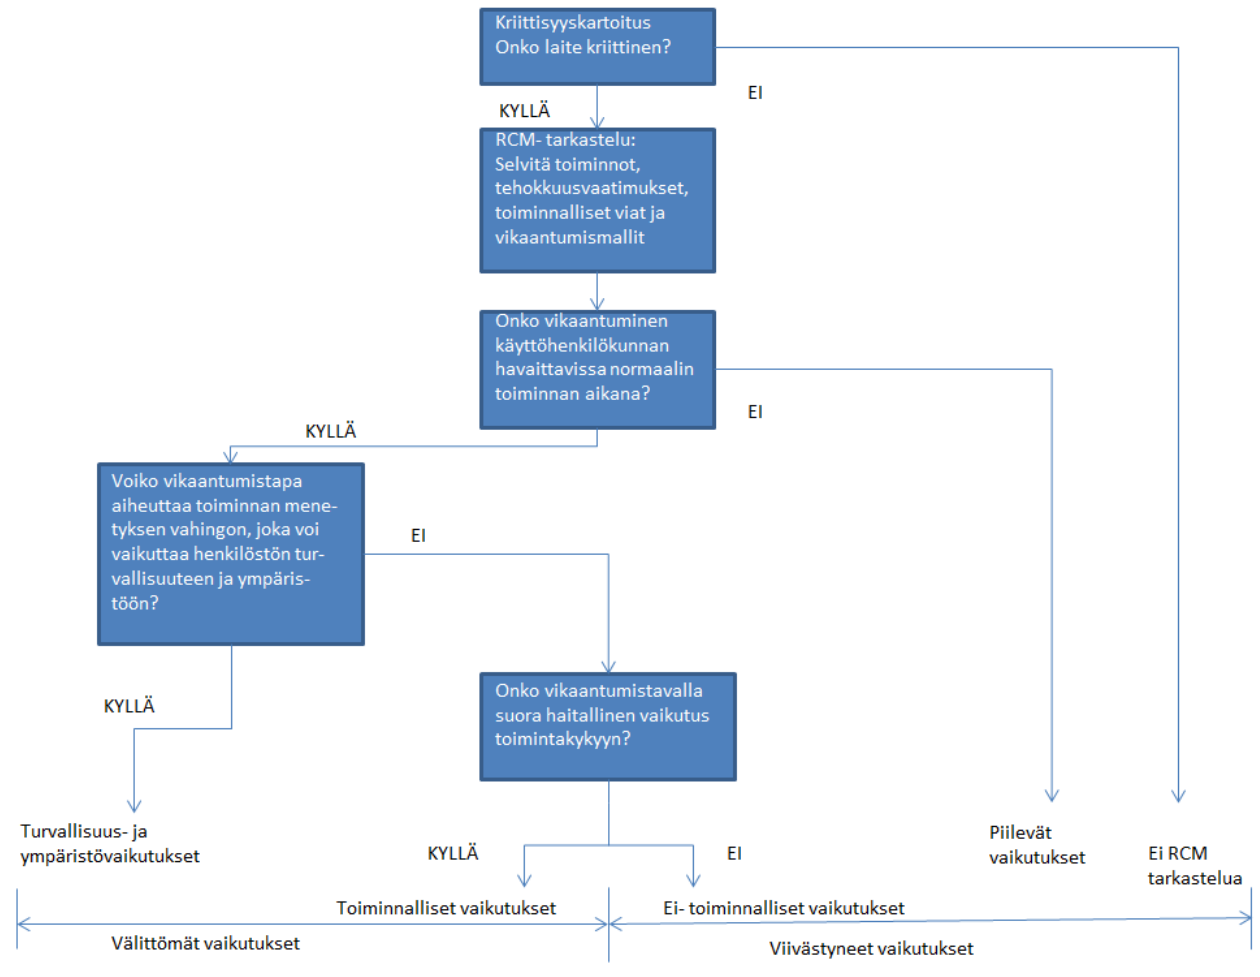 Kriittisyyskartoitus
Onko laite kriittinen?
EI
KYLLÄ
RCM- tarkastelu:
Selvitä toiminnot,
tehokkuusvaatimukset,
toiminnalliset viat ja
vikaantumismallit
Onko vikaantuminen
käyttöhenkilökunnan
havaittavissa normaalin
toiminnan aikana?
EI
KYLLÄ
Voiko vikaantumistapa
aiheuttaa toiminnan mene-
tyksen vahingon, joka voi
vaikuttaa henkilöstön tur-
vallisuuteen ja ympäris-
töön?
EI
KYLLÄ
Onko vikaantumistavalla
suora haitallinen vaikutus
toimintakykyyn?
Turvallisuus- ja
ympäristövaikutukset
KYLLÄ
EI
Piilevät
vaikutukset
Ei RCM
tarkastelua
Toiminnalliset vaikutukset
Ei- toiminnalliset vaikutukset
Välittömät vaikutukset
Viivästyneet vaikutukset